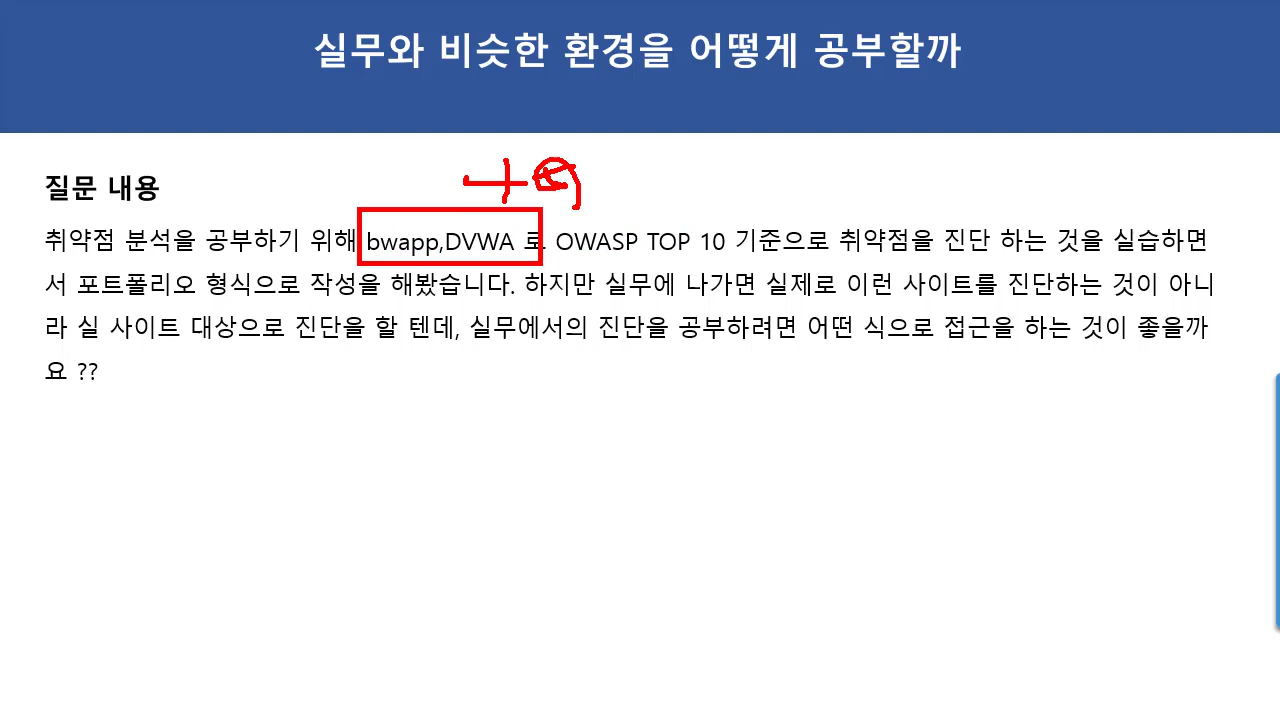 실무와 비슷한 환경을 어떻게 공부할까
질문 내용
취약점 분석을 공부하기 위해 bwapp,DVWA 로 OWASP TOP 10 기준으로 취약점을 진단 하는 것을 실습하면
서 포트폴리오 형식으로 작성을 해봤습니다. 하지만 실무에 나가면 실제로 이런 사이트를 진단하는 것이 아니
라 실 사이트 대상으로 진단을 할 텐데, 실무에서의 진단을 공부하려면 어떤 식으로 접근을 하는 것이 좋을까
요 ??